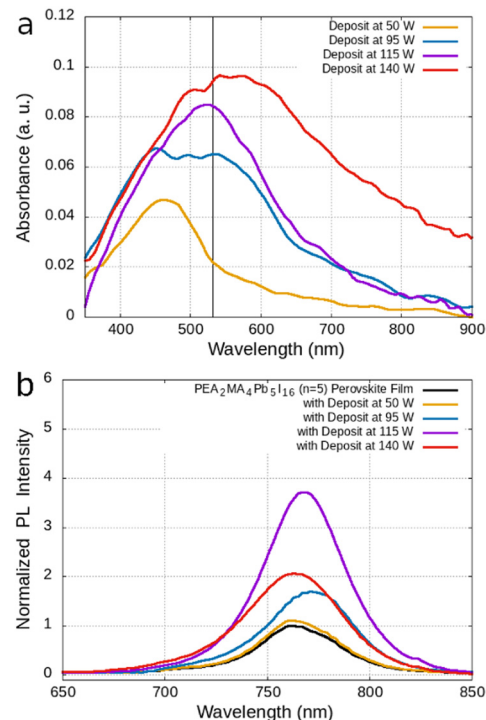 a
0.12
0.1
0.08
0.06
0.04
0.02
0
Absorbance (a. u.)
Deposit at 50 W
Deposit at 95 W
Deposit at 115 W
Deposit at 140 W
400 500 600 700 800 900
Wavelength (nm)
b
6
5
4
3
2
1
0
Normalized PL Intensity
PEA2MA4Pb5I16 (n=5) Perovskite Film
with Deposit at 50 W
with Deposit at 95 W
with Deposit at 115 W
with Deposit at 140 W
650 700 750 800 850
Wavelength (nm)